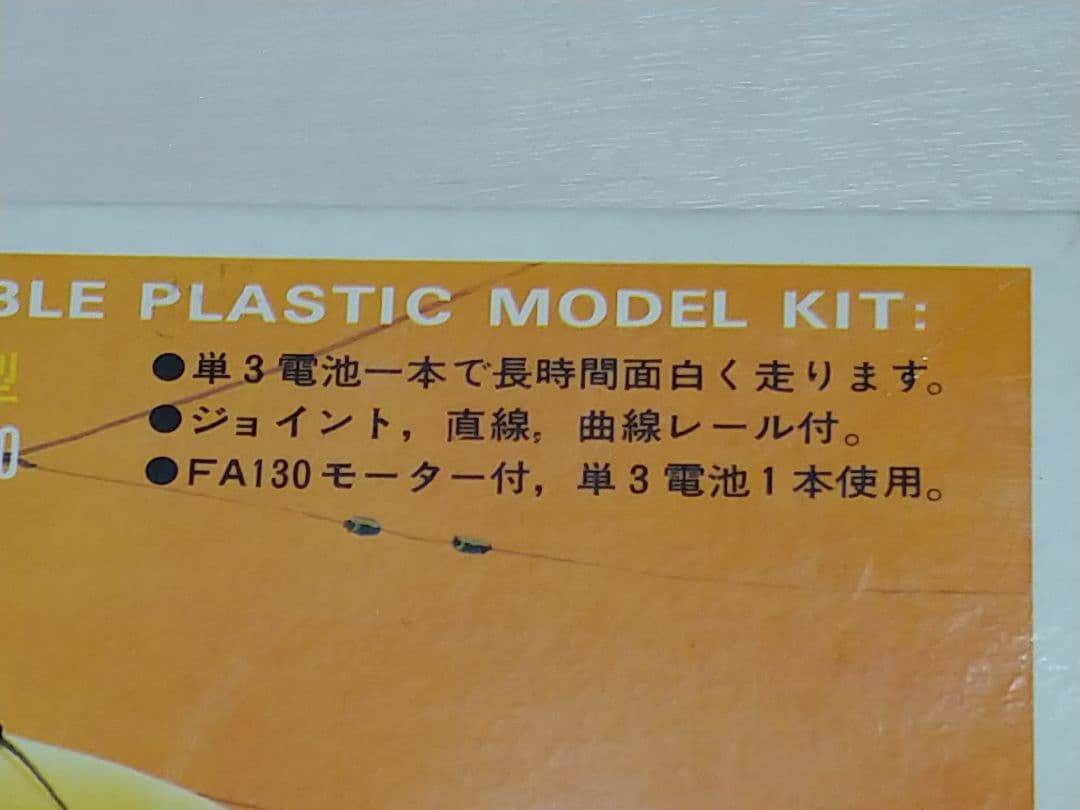 BLE PLASTIC MODEL KIT:
型
●単3電池一本で長時間面白く走ります。
●ジョイント，直線，曲線レール付。
0
●FA130モーター付，単3電池1本使用。